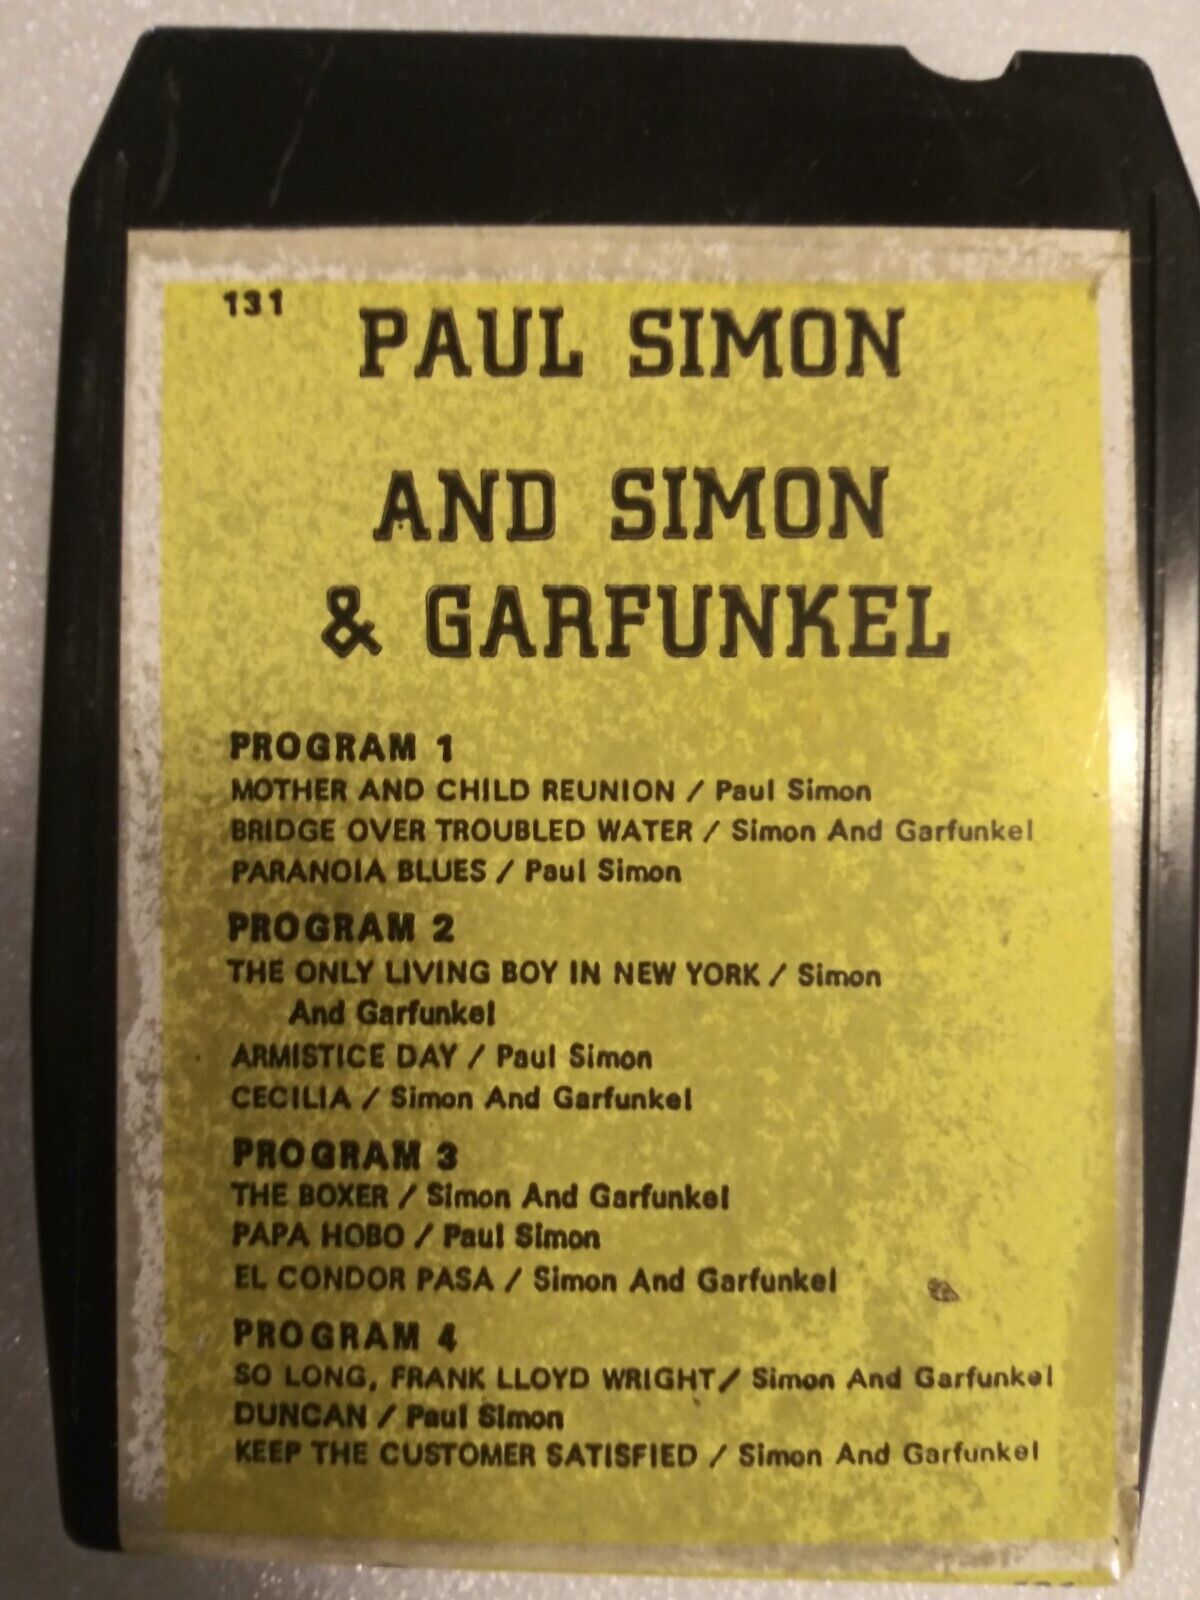 131
PAUL SIMON
AND SIMON
& GARFUNKEL
PROGRAM 1
MOTHER AND CHILD REUNION / Paul Simon
BRIDGE OVER TROUBLED WATER / Simon And Garfunkel
PARANOIA BLUES / Paul Simon
PROGRAM 2
THE ONLY LIVING BOY IN NEW YORK / Simon
And Garfunkel
ARMISTICE DAY / Paul Simon
CECILIA / Simon And Garfunkel
PROGRAM 3
THE BOXER / Simon And Garfunkel
PAPA HOBO / Paul Simon
EL CONDOR PASA / Simon And Garfunkel
PROGRAM 4
SO LONG, FRANK LLOYD WRIGHT / Simon And Garfunkel
DUNCAN / Paul Simon
KEEP THE CUSTOMER SATISFIED / Simon And Garfunkel